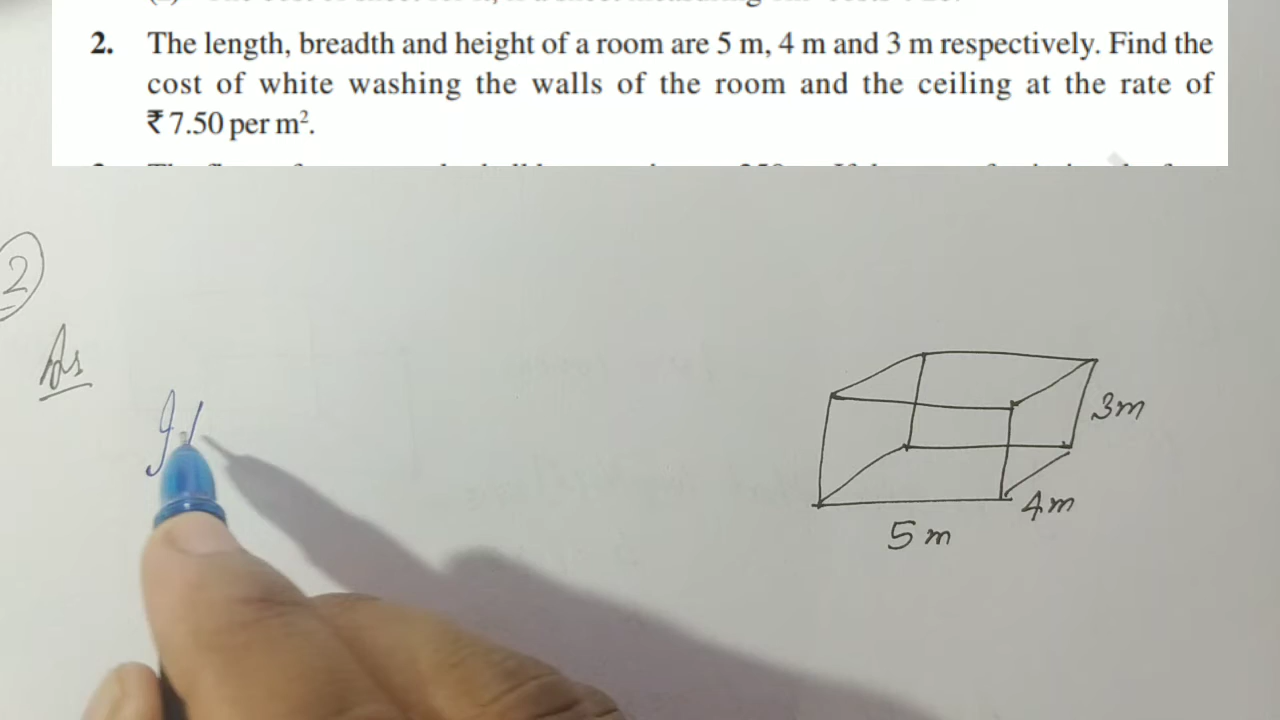 2. The length, breadth and height of a room are 5 m, 4 m and 3 m respectively. Find the
cost of white washing the walls of the room and the ceiling at the rate of
₹ 7.50 per m².
2
Ans
3m
4m
5 m